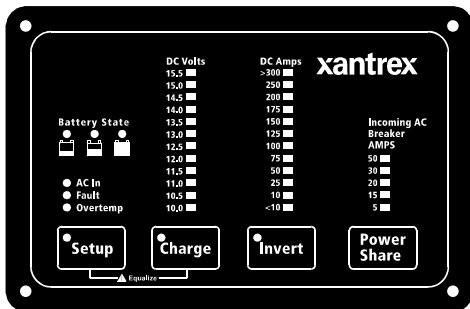 xantrex
DC Volts
15.5
15.0
14.5
14.0
13.5
13.0
12.5
12.0
11.5
11.0
10.5
10.0
DC Amps
>300
250
200
175
150
125
100
75
50
25
10
<10
Incoming AC
Breaker
AMPS
50
30
20
15
5
Battery State
AC In
Fault
Overtemp
Setup
Charge
Invert
Power
Share
Equalize